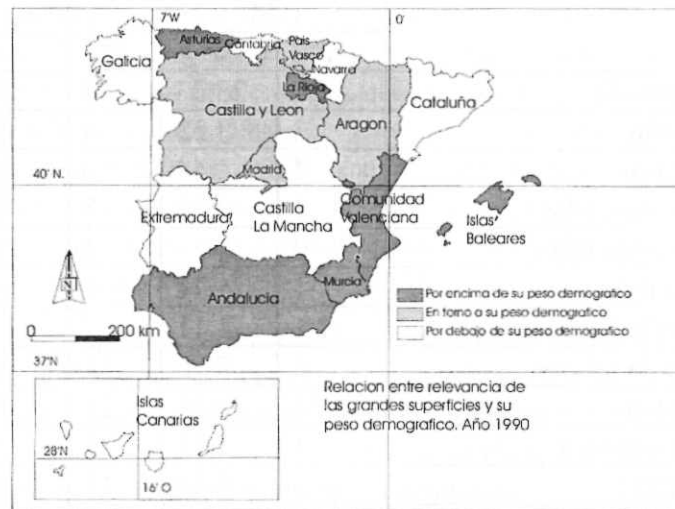 7'W
0'
Asturias
Cantabria
Pais
Vasco
Galicia
Navarra
La Rioja
Cataluña
Castilla y Leon
Aragon
Madrid
40' N.
Comunidad
Valenciana
Extremadura
Castilla
La Mancha
Islas
Baleares
N
Murcia
Andalucia
Por encima de su peso demografico
En torno a su peso demografico
Por debajo de su peso demografico
0 200 km
37'N
Islas
Canarias
28'N
16' O
Relacion entre relevancia de
las grandes superficies y su
peso demografico. Año 1990